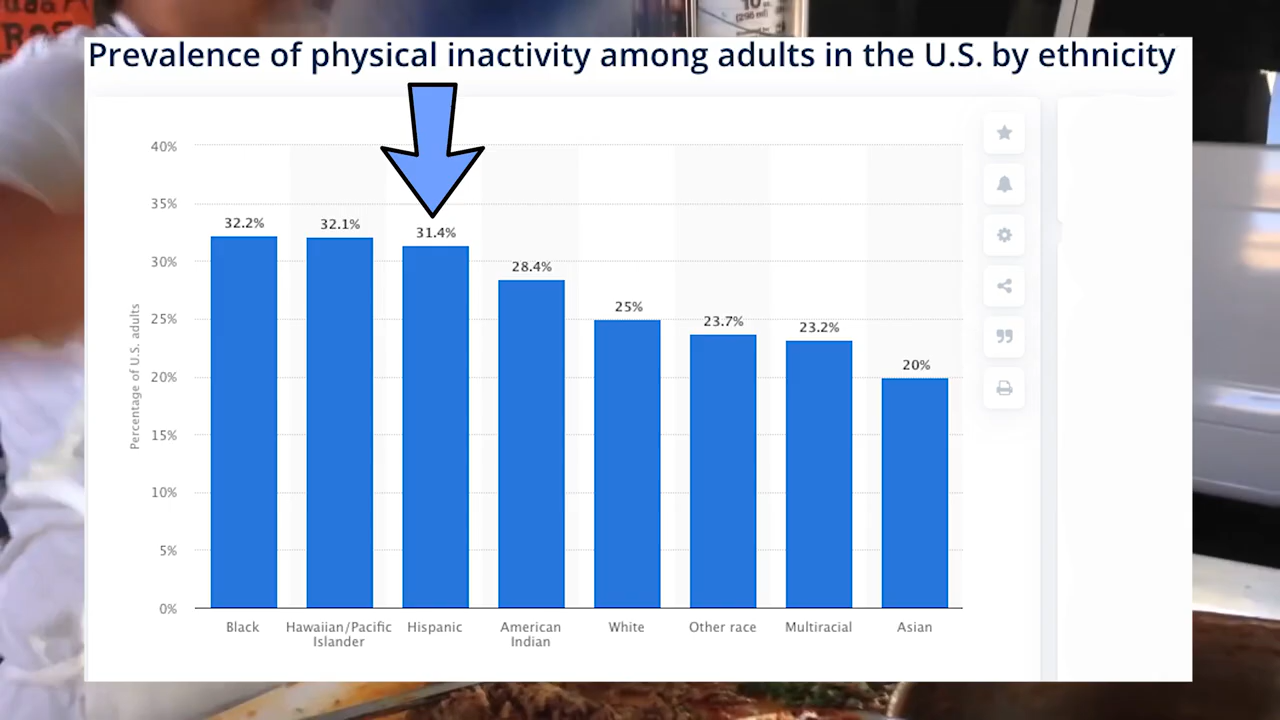 Prevalence of physical inactivity among adults in the U.S. by ethnicity
40%
35%
30%
25%
20%
15%
10%
5%
0%
Percentage of U.S. adults
32.2%
32.1%
31.4%
28.4%
25%
23.7%
23.2%
20%
Black
Hawaiian/Pacific
Islander
Hispanic
American
Indian
White
Other race
Multiracial
Asian